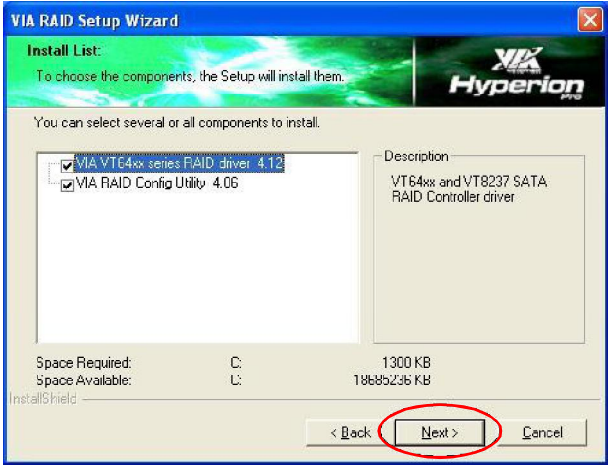 VIA RAID Setup Wizard
Install List:
To choose the components, the Setup will install them.
VIA
Hyperion
PRO
You can select several or all components to install.
VIA VT64xx series RAID driver 4.12
VIA RAID Config Utility 4.06
Description
VT64xx and VT8237 SATA
RAID Controller driver
Space Required: C: 1300 KB
Space Available: C: 18685236 KB
InstallShield
< Back
Next >
Cancel